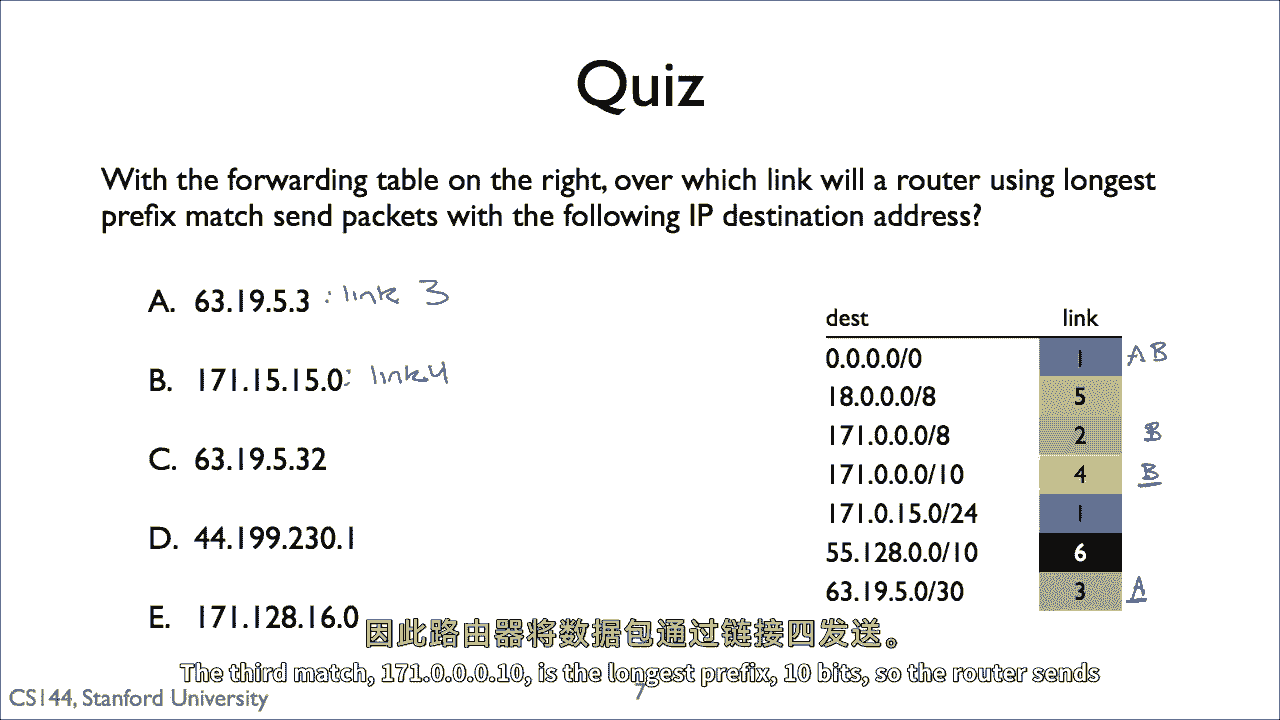 Quiz
With the forwarding table on the right, over which link will a router using longest
prefix match send packets with the following IP destination address?
A. 63.19.5.3 : link 3
B. 171.15.15.0: link4
C. 63.19.5.32
D. 44.199.230.1
E. 171.128.16.0
dest link
0.0.0.0/0 1 A B
18.0.0.0/8 5
171.0.0.0/8 2 B
171.0.0.0/10 4 B
171.0.15.0/24 1
55.128.0.0/10 6
63.19.5.0/30 3 A
因此路由器将数据包通过链接四发送。
The third match, 171.0.0.0.10, is the longest prefix, 10 bits, so the router sends
CS144, Stanford University
7